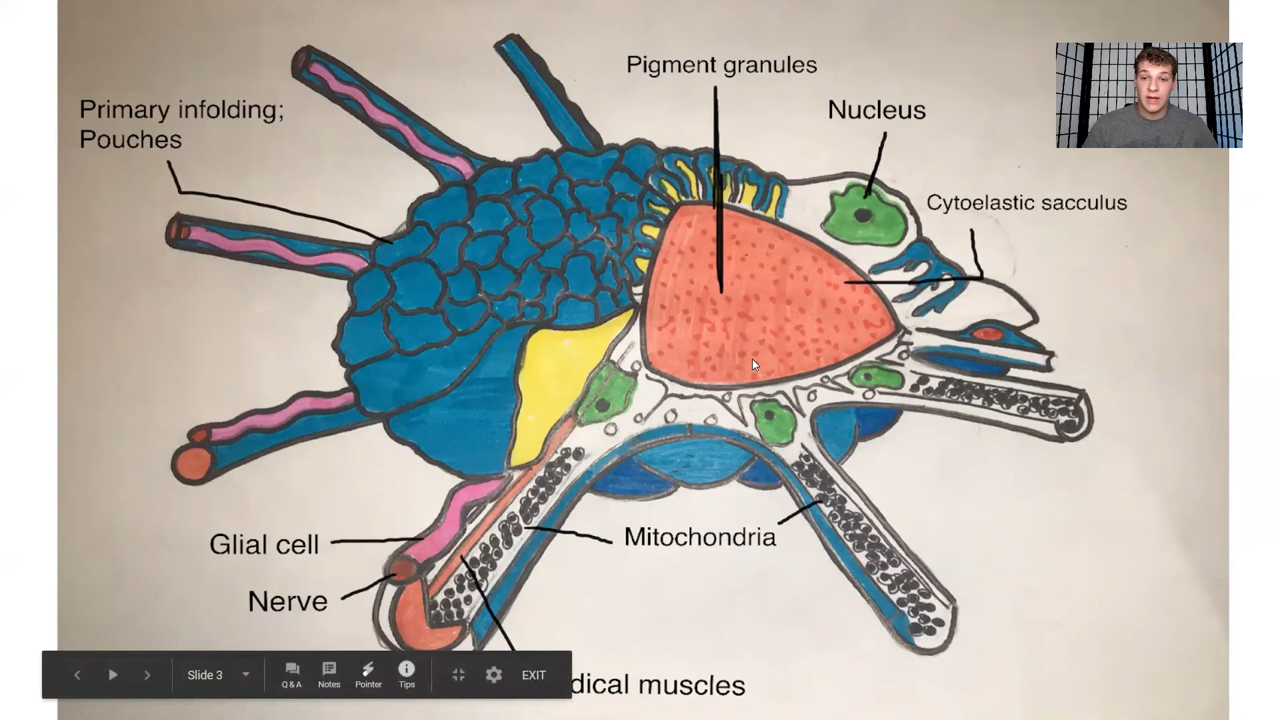 Pigment granules
Primary infolding;
Pouches
Nucleus
Cytoelastic sacculus
Glial cell
Mitochondria
Nerve
dical muscles
Slide 3
Q & A
Notes
Pointer
Tips
EXIT